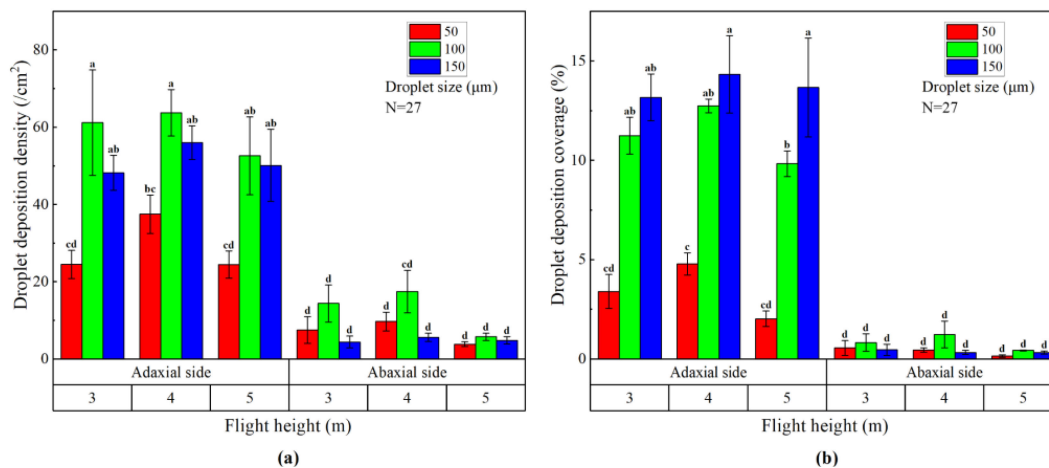 50
100
150
Droplet size (μm)
N=27
Droplet deposition density (/cm2)
80
60
40
20
0
cd a ab bc a ab cd ab ab d d d d cd d d d d
Adaxial side Abaxial side
3 4 5 3 4 5
Flight height (m)
(a)
50
100
150
Droplet size (μm)
N=27
Droplet deposition coverage (%)
15
10
5
0
cd ab ab c ab a cd b a d d d d d d d d d
Adaxial side Abaxial side
3 4 5 3 4 5
Flight height (m)
(b)